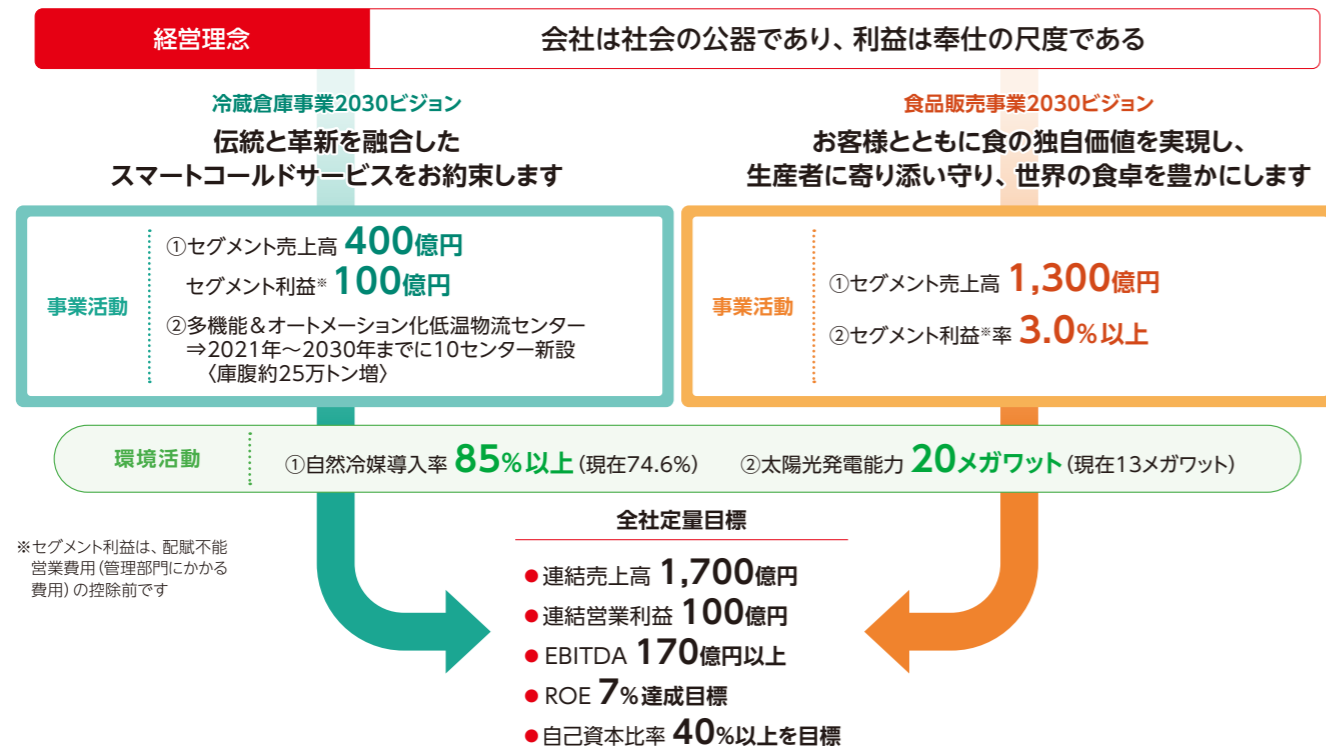 経営理念
会社は社会の公器であり、利益は奉仕の尺度である
冷蔵倉庫事業2030ビジョン
伝統と革新を融合した
スマートコールドサービスをお約束します
事業活動
①セグメント売上高 400億円
セグメント利益※ 100億円
②多機能＆オートメーション化低温物流センター
⇒2021年～2030年までに10センター新設
〈庫腹約25万トン増〉
食品販売事業2030ビジョン
お客様とともに食の独自価値を実現し、
生産者に寄り添い守り、世界の食卓を豊かにします
事業活動
①セグメント売上高 1,300億円
②セグメント利益※率 3.0%以上
環境活動
①自然冷媒導入率 85%以上（現在74.6%） ②太陽光発電能力 20メガワット（現在13メガワット）
※セグメント利益は、配賦不能
営業費用（管理部門にかかる
費用）の控除前です
全社定量目標
●連結売上高 1,700億円
●連結営業利益 100億円
●EBITDA 170億円以上
●ROE 7%達成目標
●自己資本比率 40%以上を目標